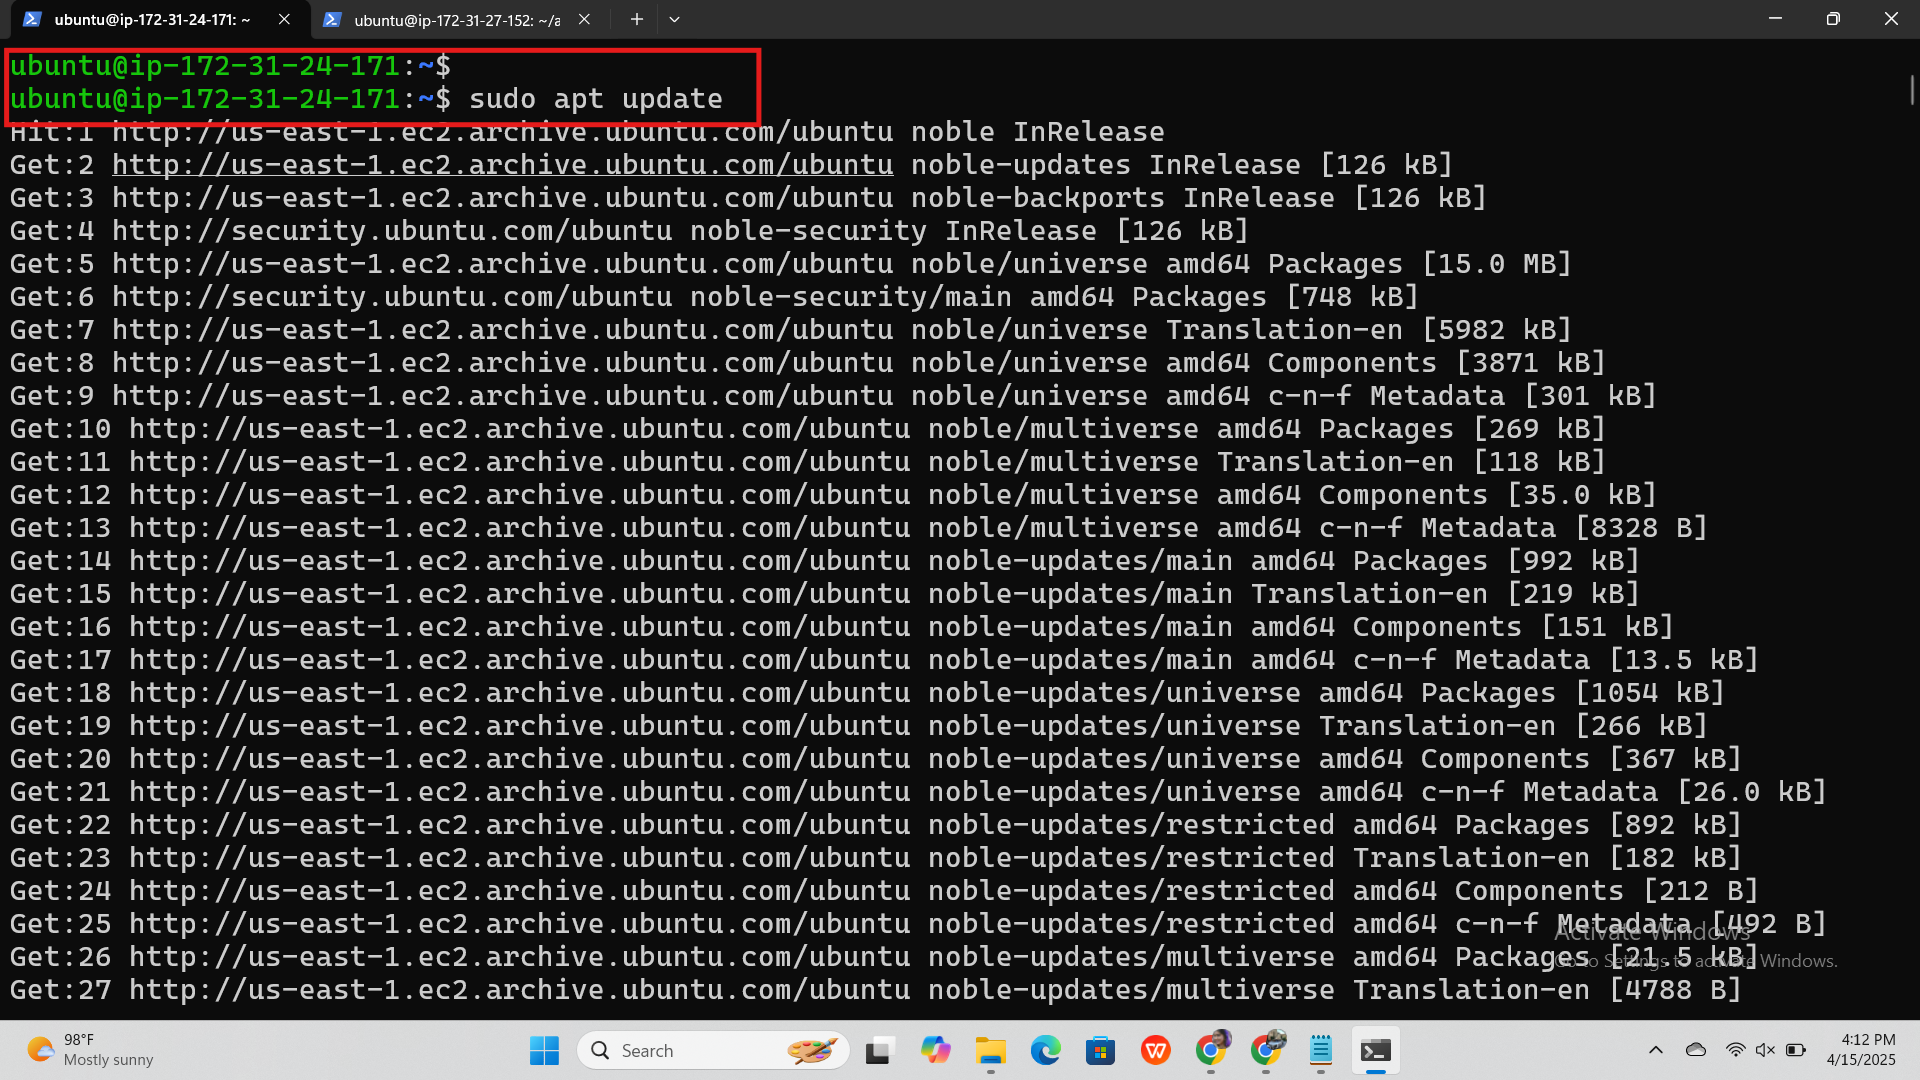 ubuntu@ip-172-31-24-171: ~
ubuntu@ip-172-31-27-152: ~/a
ubuntu@ip-172-31-24-171:~$
ubuntu@ip-172-31-24-171:~$ sudo apt update
Hit:1 http://us-east-1.ec2.archive.ubuntu.com/ubuntu noble InRelease
Get:2 http://us-east-1.ec2.archive.ubuntu.com/ubuntu noble-updates InRelease [126 kB]
Get:3 http://us-east-1.ec2.archive.ubuntu.com/ubuntu noble-backports InRelease [126 kB]
Get:4 http://security.ubuntu.com/ubuntu noble-security InRelease [126 kB]
Get:5 http://us-east-1.ec2.archive.ubuntu.com/ubuntu noble/universe amd64 Packages [15.0 MB]
Get:6 http://security.ubuntu.com/ubuntu noble-security/main amd64 Packages [748 kB]
Get:7 http://us-east-1.ec2.archive.ubuntu.com/ubuntu noble/universe Translation-en [5982 kB]
Get:8 http://us-east-1.ec2.archive.ubuntu.com/ubuntu noble/universe amd64 Components [3871 kB]
Get:9 http://us-east-1.ec2.archive.ubuntu.com/ubuntu noble/universe amd64 c-n-f Metadata [301 kB]
Get:10 http://us-east-1.ec2.archive.ubuntu.com/ubuntu noble/multiverse amd64 Packages [269 kB]
Get:11 http://us-east-1.ec2.archive.ubuntu.com/ubuntu noble/multiverse Translation-en [118 kB]
Get:12 http://us-east-1.ec2.archive.ubuntu.com/ubuntu noble/multiverse amd64 Components [35.0 kB]
Get:13 http://us-east-1.ec2.archive.ubuntu.com/ubuntu noble/multiverse amd64 c-n-f Metadata [8328 B]
Get:14 http://us-east-1.ec2.archive.ubuntu.com/ubuntu noble-updates/main amd64 Packages [992 kB]
Get:15 http://us-east-1.ec2.archive.ubuntu.com/ubuntu noble-updates/main Translation-en [219 kB]
Get:16 http://us-east-1.ec2.archive.ubuntu.com/ubuntu noble-updates/main amd64 Components [151 kB]
Get:17 http://us-east-1.ec2.archive.ubuntu.com/ubuntu noble-updates/main amd64 c-n-f Metadata [13.5 kB]
Get:18 http://us-east-1.ec2.archive.ubuntu.com/ubuntu noble-updates/universe amd64 Packages [1054 kB]
Get:19 http://us-east-1.ec2.archive.ubuntu.com/ubuntu noble-updates/universe Translation-en [266 kB]
Get:20 http://us-east-1.ec2.archive.ubuntu.com/ubuntu noble-updates/universe amd64 Components [367 kB]
Get:21 http://us-east-1.ec2.archive.ubuntu.com/ubuntu noble-updates/universe amd64 c-n-f Metadata [26.0 kB]
Get:22 http://us-east-1.ec2.archive.ubuntu.com/ubuntu noble-updates/restricted amd64 Packages [892 kB]
Get:23 http://us-east-1.ec2.archive.ubuntu.com/ubuntu noble-updates/restricted Translation-en [182 kB]
Get:24 http://us-east-1.ec2.archive.ubuntu.com/ubuntu noble-updates/restricted amd64 Components [212 B]
Get:25 http://us-east-1.ec2.archive.ubuntu.com/ubuntu noble-updates/restricted amd64 c-n-f Metadata [492 B]
Activate Windows
Get:26 http://us-east-1.ec2.archive.ubuntu.com/ubuntu noble-updates/multiverse amd64 Packages [21.5 kB]
Go to Settings to activate Windows.
Get:27 http://us-east-1.ec2.archive.ubuntu.com/ubuntu noble-updates/multiverse Translation-en [4788 B]
98°F
Mostly sunny
Search
4:12 PM
4/15/2025